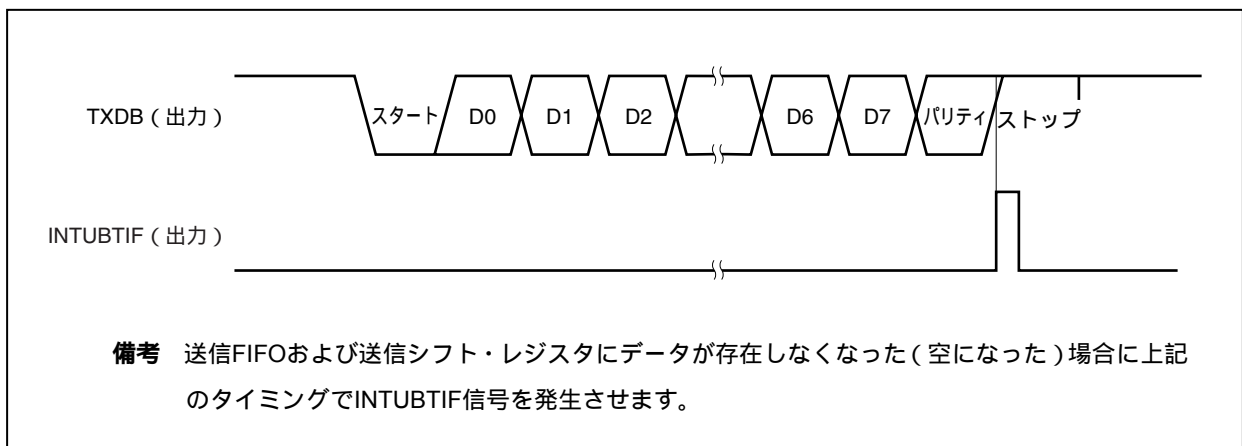 TXDB（出力）
スタート D0 D1 D2 D6 D7 パリティ ストップ
INTUBTIF（出力）
備考 送信FIFOおよび送信シフト・レジスタにデータが存在しなくなった（空になった）場合に上記
のタイミングでINTUBTIF信号を発生させます。